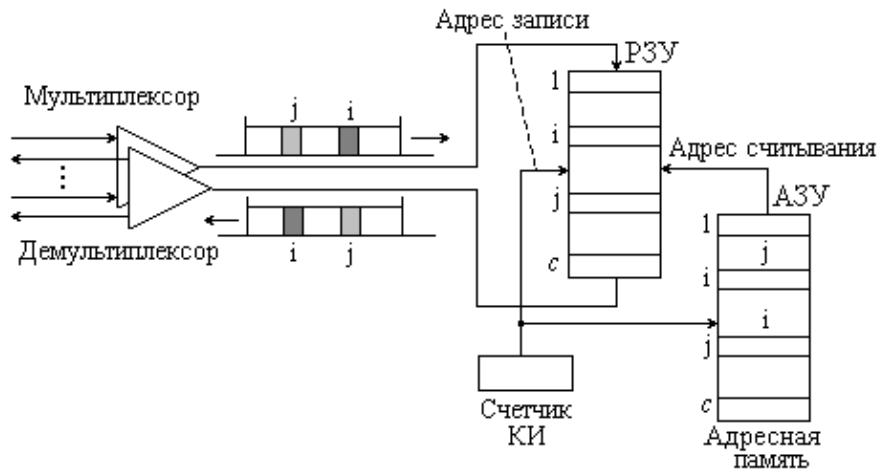 Адрес записи
РЗУ
Мультиплексор
j i
1
i
j
c
Адрес считывания
АЗУ
1
j
i
i
j
c
Демультиплексор
i j
Счетчик
КИ
Адресная
память